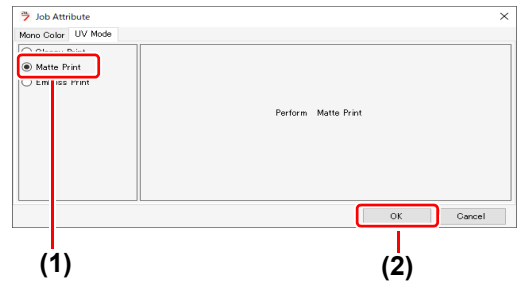 Job Attribute
Mono Color UV Mode
Glossy Print
Matte Print
Emboss Print
Perform Matte Print
OK Cancel
(1)
(2)